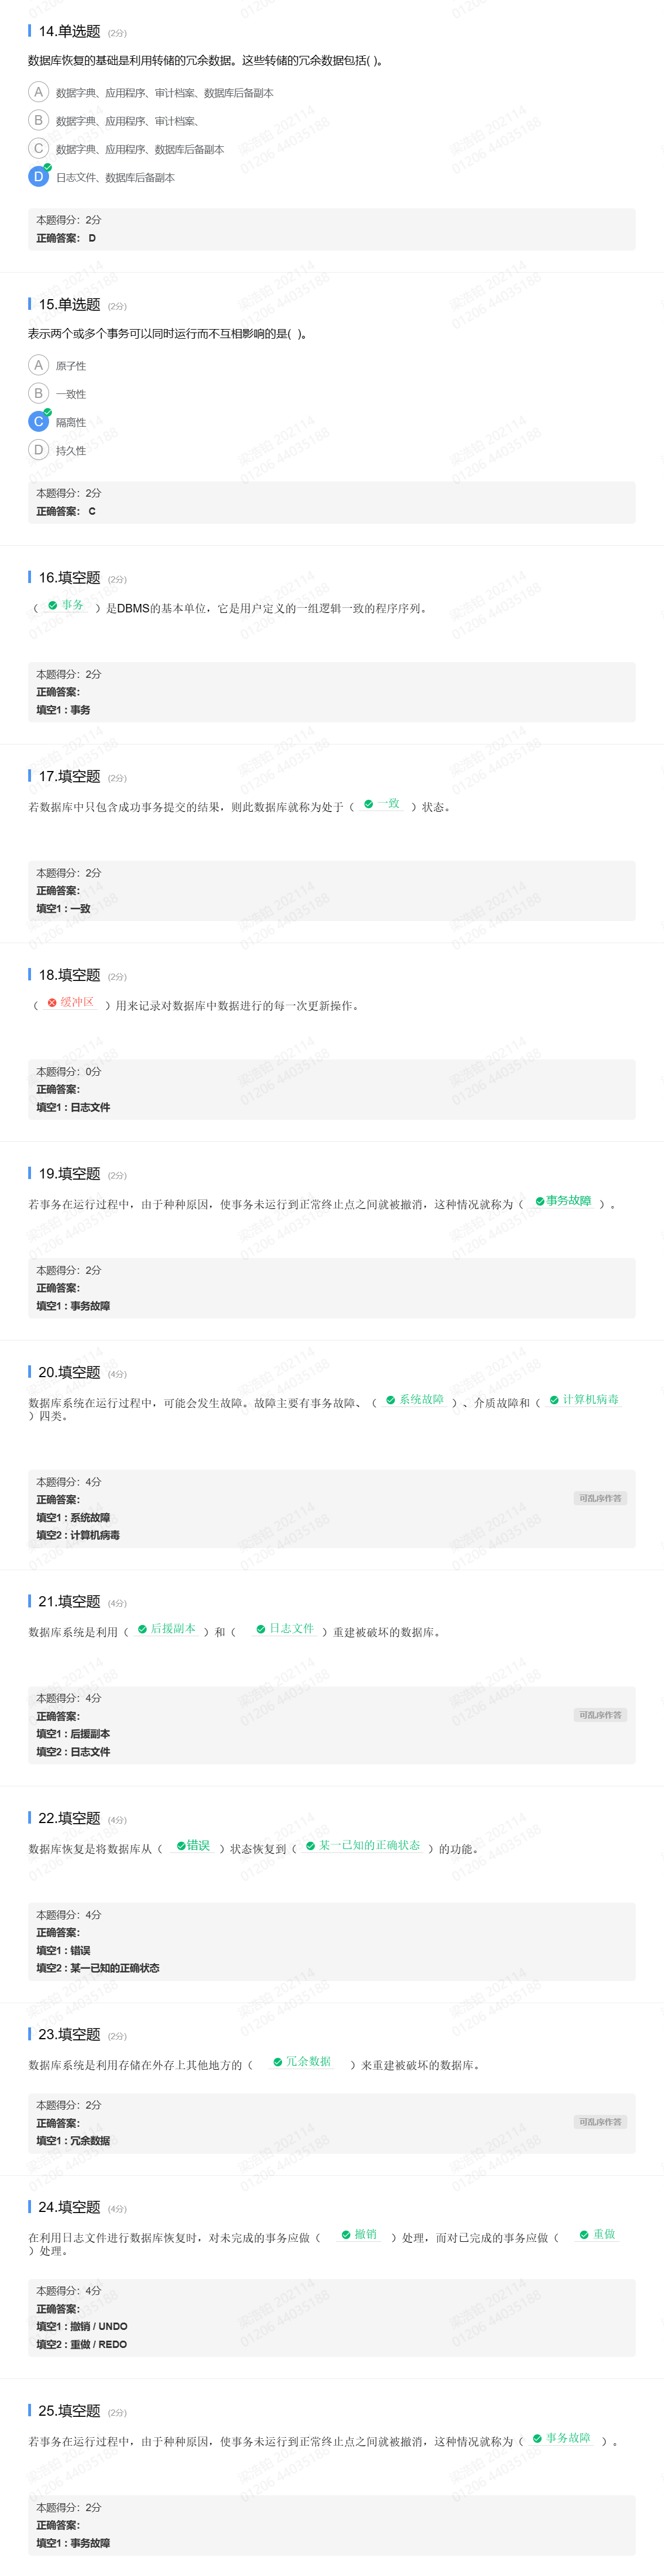 14.单选题 (2分)
数据库恢复的基础是利用转储的冗余数据。这些转储的冗余数据包括( )。
A 数据字典、应用程序、审计档案、数据库后备副本
B 数据字典、应用程序、审计档案、
C 数据字典、应用程序、数据库后备副本
D 日志文件、数据库后备副本
本题得分：2分
正确答案： D
15.单选题 (2分)
表示两个或多个事务可以同时运行而不互相影响的是( )。
A 原子性
B 一致性
C 隔离性
D 持久性
本题得分：2分
正确答案： C
16.填空题 (2分)
（ 事务 ）是DBMS的基本单位，它是用户定义的一组逻辑一致的程序序列。
本题得分：2分
正确答案：
填空1 : 事务
17.填空题 (2分)
若数据库中只包含成功事务提交的结果，则此数据库就称为处于（ 一致 ）状态。
本题得分：2分
正确答案：
填空1 : 一致
18.填空题 (2分)
（ 缓冲区 ）用来记录对数据库中数据进行的每一次更新操作。
本题得分：0分
正确答案：
填空1 : 日志文件
19.填空题 (2分)
若事务在运行过程中，由于种种原因，使事务未运行到正常终止点之间就被撤消，这种情况就称为（ 事务故障 ）。
本题得分：2分
正确答案：
填空1 : 事务故障
20.填空题 (4分)
数据库系统在运行过程中，可能会发生故障。故障主要有事务故障、（ 系统故障 ）、介质故障和（ 计算机病毒
）四类。
本题得分：4分
正确答案：
可乱序作答
填空1 : 系统故障
填空2 : 计算机病毒
21.填空题 (4分)
数据库系统是利用（ 后援副本 ）和（ 日志文件 ）重建被破坏的数据库。
本题得分：4分
正确答案：
可乱序作答
填空1 : 后援副本
填空2 : 日志文件
22.填空题 (4分)
数据库恢复是将数据库从（ 错误 ）状态恢复到（ 某一已知的正确状态 ）的功能。
本题得分：4分
正确答案：
填空1 : 错误
填空2 : 某一已知的正确状态
23.填空题 (2分)
数据库系统是利用存储在外存上其他地方的（ 冗余数据 ）来重建被破坏的数据库。
本题得分：2分
正确答案：
可乱序作答
填空1 : 冗余数据
24.填空题 (4分)
在利用日志文件进行数据库恢复时，对未完成的事务应做（ 撤销 ）处理，而对已完成的事务应做（ 重做
）处理。
本题得分：4分
正确答案：
填空1 : 撤销 / UNDO
填空2 : 重做 / REDO
25.填空题 (2分)
若事务在运行过程中，由于种种原因，使事务未运行到正常终止点之间就被撤消，这种情况就称为（ 事务故障 ）。
本题得分：2分
正确答案：
填空1 : 事务故障